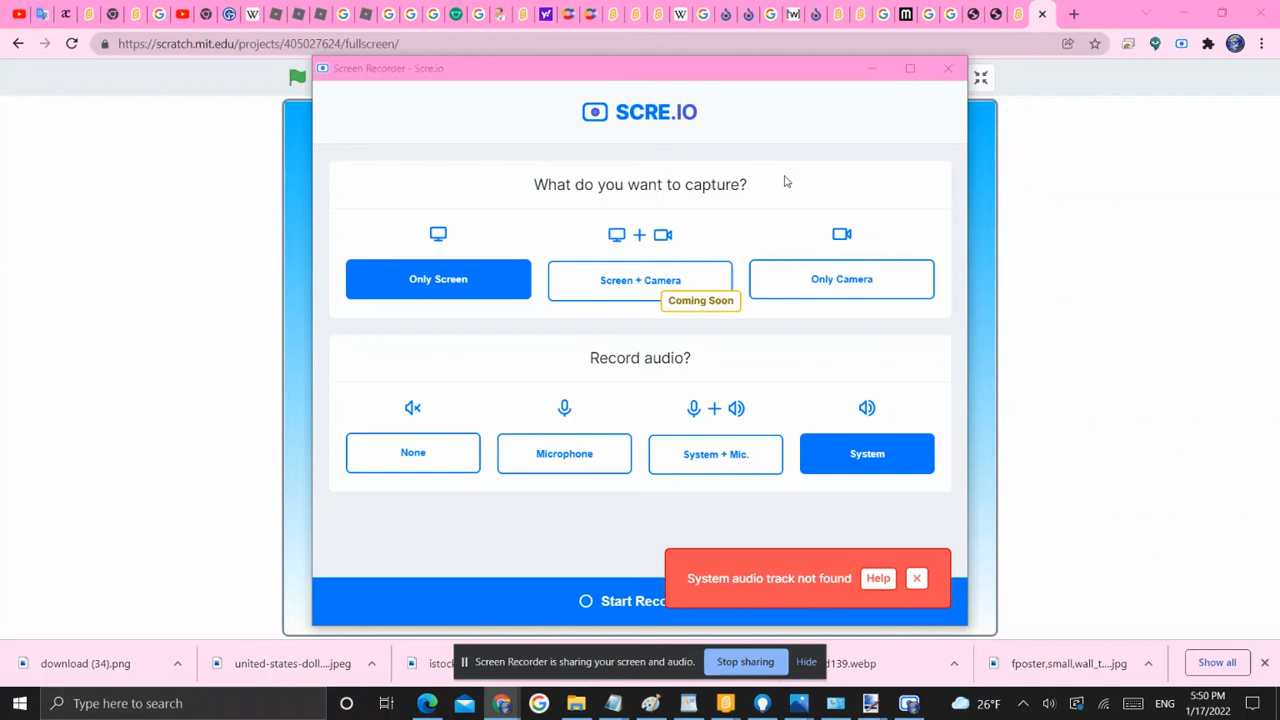 https://scratch.mit.edu/projects/405027624/fullscreen/
Screen Recorder - Scre.io
SCRE.IO
What do you want to capture?
Only Screen
Screen + Camera
Only Camera
Coming Soon
Record audio?
None
Microphone
System + Mic.
System
System audio track not found
Help
Start Reco
download (34).png
united-states-doll....jpeg
istock
Screen Recorder is sharing your screen and audio.
Stop sharing
Hide
d139.webp
fposter,small,wall_t....jpg
Show all
Type here to search
26°F
ENG
5:50 PM
1/17/2022